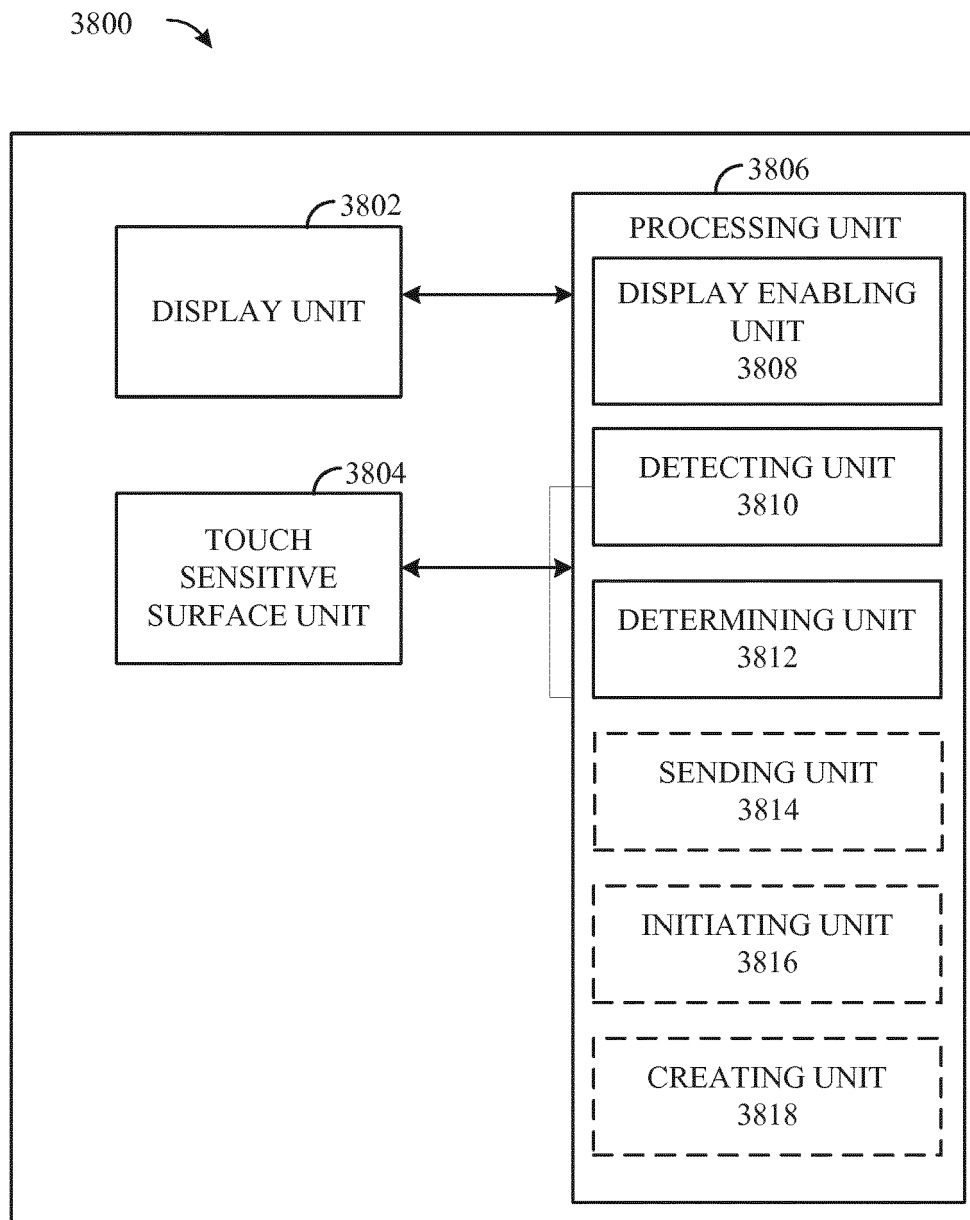 3800
3802
DISPLAY UNIT
3804
TOUCH
SENSITIVE
SURFACE UNIT
3806
PROCESSING UNIT
DISPLAY ENABLING
UNIT
3808
DETECTING UNIT
3810
DETERMINING UNIT
3812
SENDING UNIT
3814
INITIATING UNIT
3816
CREATING UNIT
3818